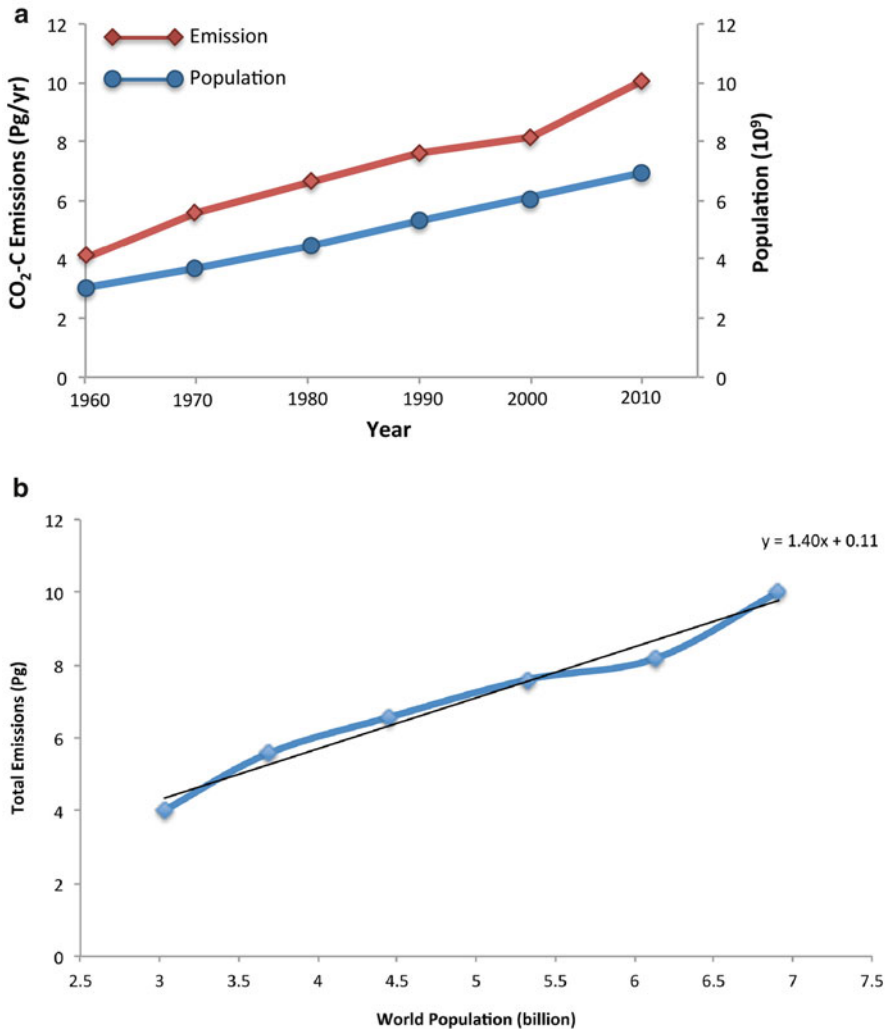 a
12
10
8
6
4
2
0
CO₂-C Emissions (Pg/yr)
Emission
Population
12
10
8
6
4
2
0
Population (10⁹)
1960 1970 1980 1990 2000 2010
Year
b
12
10
8
6
4
2
0
Total Emissions (Pg)
y = 1.40x + 0.11
2.5 3 3.5 4 4.5 5 5.5 6 6.5 7 7.5
World Population (billion)